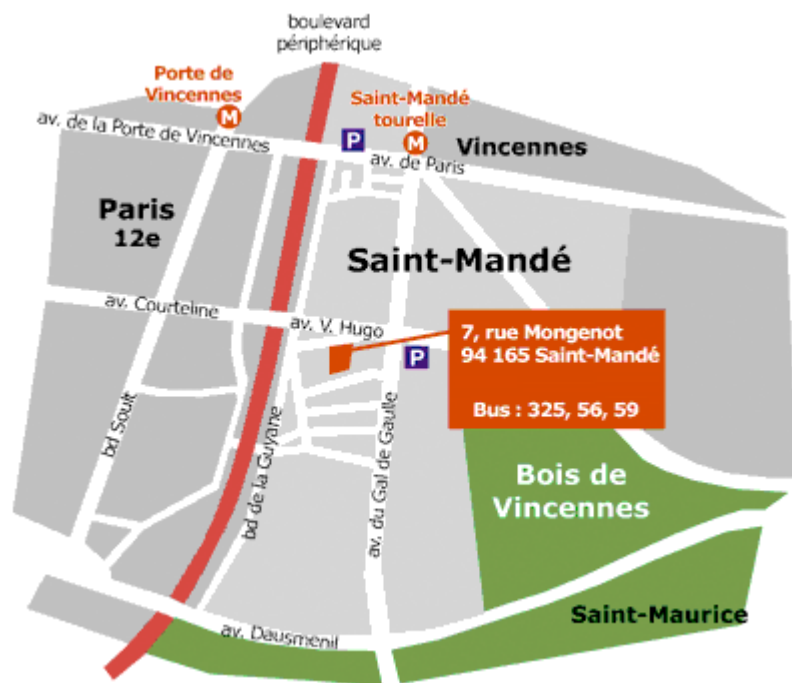 boulevard
périphérique
Porte de
Vincennes
M
Saint-Mandé
tourelle
M
av. de la Porte de Vincennes
P
av. de Paris
Vincennes
Paris
12e
Saint-Mandé
av. Courteline
av. V. Hugo
7, rue Mongenot
94 165 Saint-Mandé
Bus : 325, 56, 59
P
bd Soult
bd de la Guyane
av. du Gal de Gaulle
Bois de
Vincennes
Saint-Maurice
av. Dausmenil